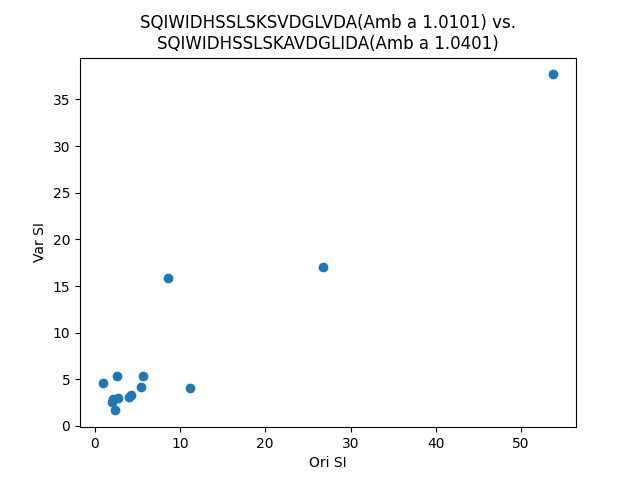 SQIWIDHSSLSKSVDGLVDA(Amb a 1.0101) vs.
SQIWIDHSSLSKAVDGLIDA(Amb a 1.0401)
35
30
25
20
15
10
5
0
Var SI
0 10 20 30 40 50
Ori SI